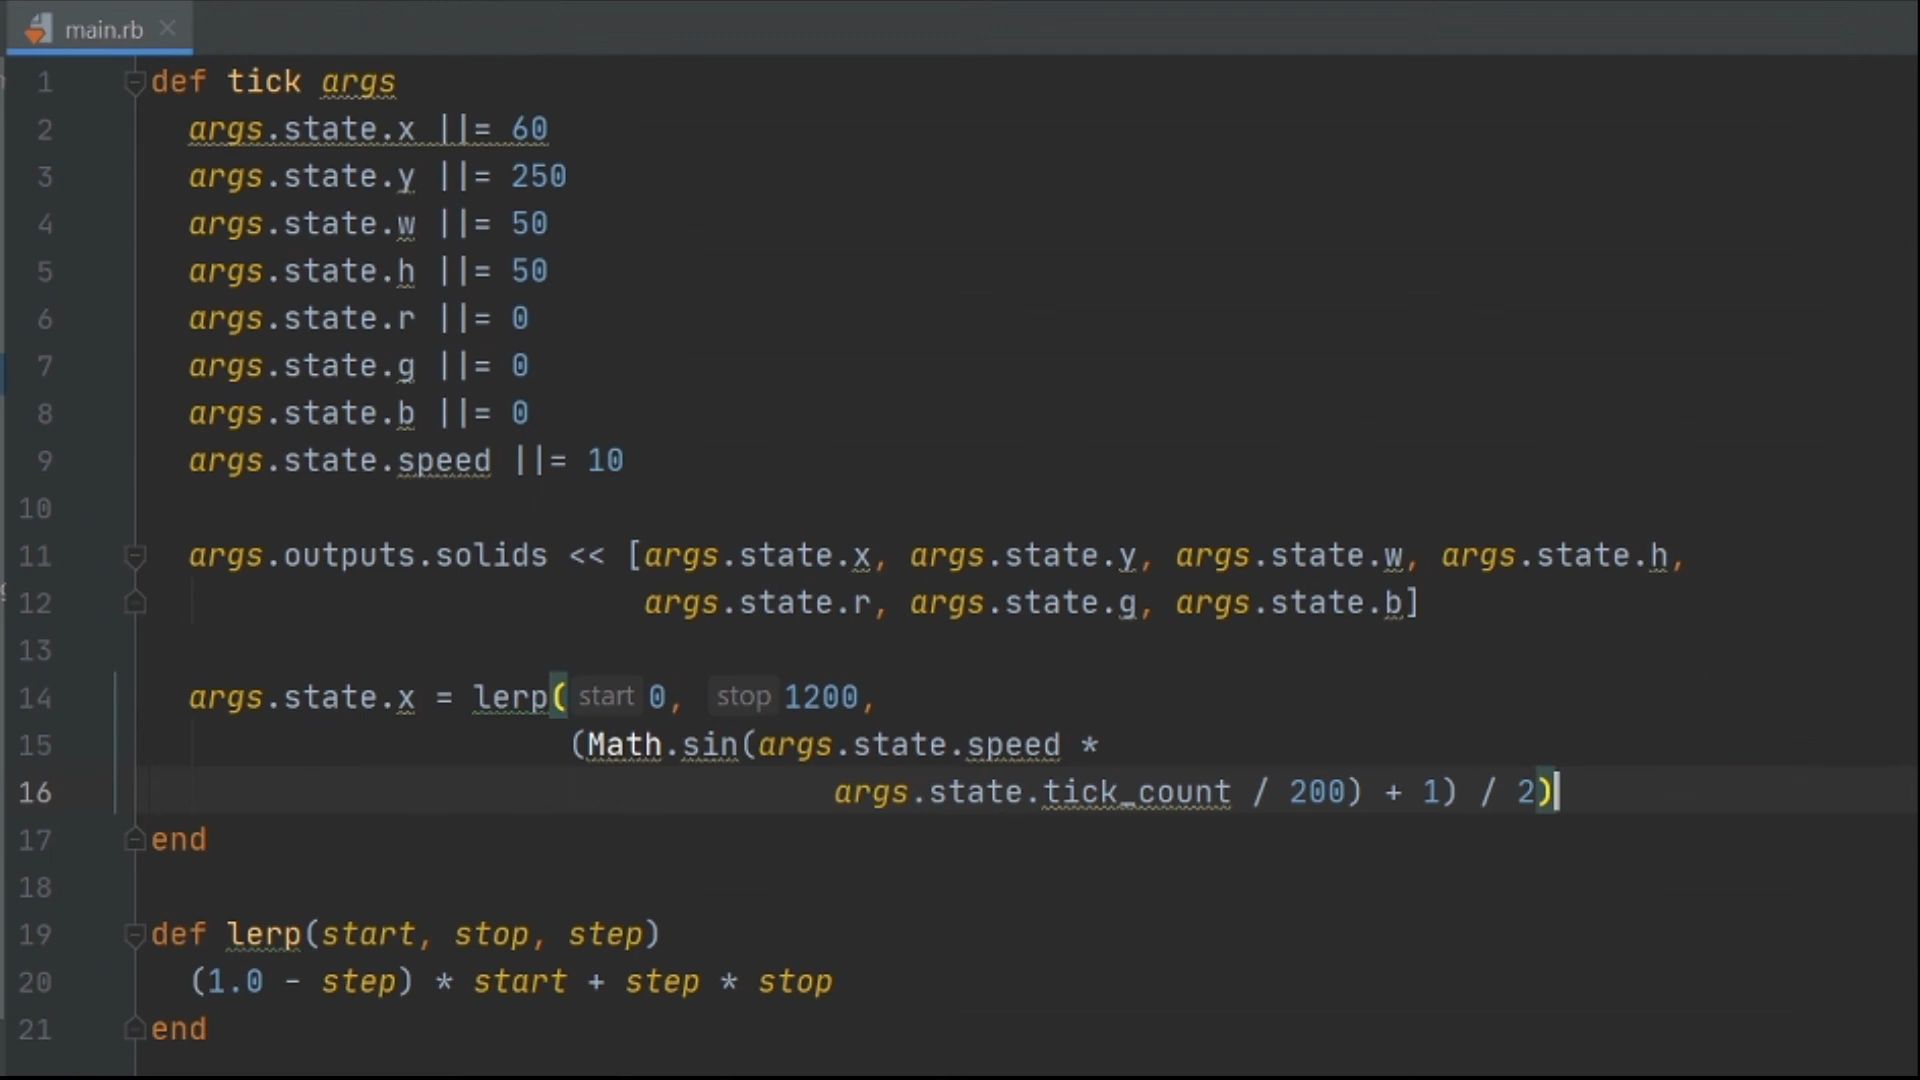 main.rb
1 def tick args
2 args.state.x ||= 60
3 args.state.y ||= 250
4 args.state.w ||= 50
5 args.state.h ||= 50
6 args.state.r ||= 0
7 args.state.g ||= 0
8 args.state.b ||= 0
9 args.state.speed ||= 10
10
11 args.outputs.solids << [args.state.x, args.state.y, args.state.w, args.state.h,
12 args.state.r, args.state.g, args.state.b]
13
14 args.state.x = lerp( start 0, stop 1200,
15 (Math.sin(args.state.speed *
16 args.state.tick_count / 200) + 1) / 2)
17 end
18
19 def lerp(start, stop, step)
20 (1.0 - step) * start + step * stop
21 end